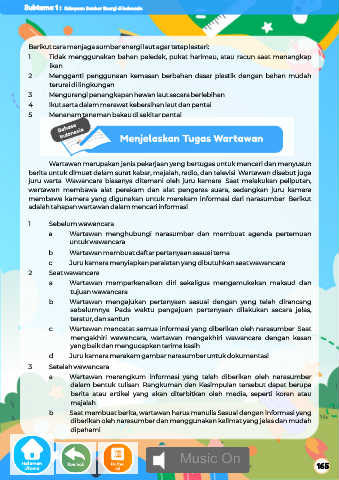 Subtema 1 : Kekayaan Sumber Energi di Indonesia
Berikut cara menjaga sumber energi laut agar tetap lestari:
1 Tidak menggunakan bahan peledak, pukat harimau, atau racun saat menangkap
ikan
2 Mengganti penggunaan kemasan berbahan dasar plastik dengan bahan mudah
terurai di lingkungan
3 Mengurangi penangkapan hewan laut secara berlebihan
4 Ikut serta dalam merawat kebersihan laut dan pantai
5 Menanam tanaman bakau di sekitar pantai
Bahasa
Indonesia
Menjelaskan Tugas Wartawan
Wartawan merupakan jenis pekerjaan yang bertugas untuk mencari dan menyusun
berita untuk dimuat dalam surat kabar, majalah, radio, dan televisi Wartawan disebut juga
juru warta Wawancara biasanya ditemani oleh juru kamera Saat melakukan peliputan,
wartawan membawa alat perekam dan alat pengeras suara, sedangkan juru kamera
membawa kamera yang digunakan untuk merekam informasi dari narasumber Berikut
adalah tahapan wartawan dalam mencari informasi
1 Sebelum wawancara
a Wartawan menghubungi narasumber dan membuat agenda pertemuan
untuk wawancara
b Wartawan membuat daftar pertanyaan sesuai tema
c Juru kamera menyiapkan peralatan yang dibutuhkan saat wawancara
2 Saat wawancara
a Wartawan memperkenalkan diri sekaligus mengemukakan maksud dan
tujuan wawancara
b Wartawan mengajukan pertanyaan sesuai dengan yang telah dirancang
sebelumnya Pada waktu pengajuan pertanyaan dilakukan secara jelas,
teratur, dan santun
c Wartawan mencatat semua informasi yang diberikan oleh narasumber Saat
mengakhiri wawancara, wartawan mengakhiri wawancara dengan kesan
yang baik dan mengucapkan terima kasih
d Juru kamera merekam gambar narasumber untuk dokumentasi
3 Setelah wawancara
a Wartawan merangkum informasi yang telah diberikan oleh narasumber
dalam bentuk tulisan Rangkuman dan Kesimpulan tersebut dapat berupa
berita atau artikel yang akan diterbitkan oleh media, seperti koran atau
majalah
b Saat membuat berita, wartawan harus menulis Sesuai dengan informasi yang
diberikan oleh narasumber dan menggunakan kalimat yang jelas dan mudah
dipahami
Halaman
Utama
Music On
165